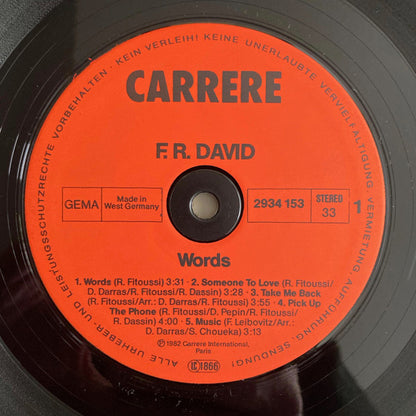 ALLE URHEBER- UND LEISTUNGSSCHUTZRECHTE VORBEHALTEN · KEIN VERLEIH! KEINE UNERLAUBTE VERVIELFÄLTIGUNG, VERMIETUNG, AUFFÜHRUNG, SENDUNG!
CARRERE
F. R. DAVID
GEMA
Made in
West Germany
2934 153
STEREO
33
1
Words
1. Words (R. Fitoussi) 3:31 · 2. Someone To Love (R. Fitoussi/
D. Darras/R. Fitoussi/R. Dassin) 3:28 · 3. Take Me Back
(R. Fitoussi/Arr.: D. Darras/R. Fitoussi) 3:55 · 4. Pick Up
The Phone (R. Fitoussi/D. Pepin/R. Fitoussi/
R. Dassin) 4:00 · 5. Music (F. Leibovitz/Arr.:
D. Darras/S. Choueka) 3:13
Ⓟ 1982 Carrere International,
Paris
LC 1866